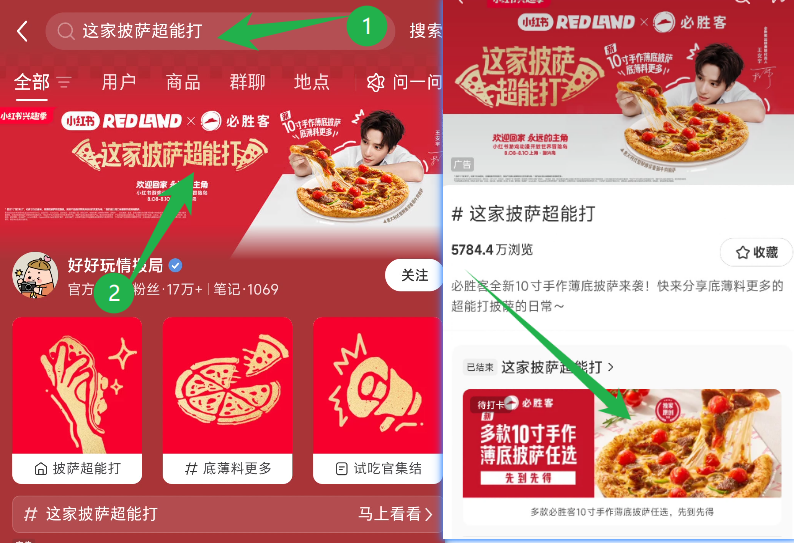 这家披萨超能打
搜索
1
全部
用户
商品
群聊
地点
问一问
小红书兴趣季
小红书 REDLAND × 必胜客
这家披萨超能打
新
10寸手作薄底披萨
底薄料更多
欢迎回家 永远的主角
8.08-8.10
好好玩情报局
关注
官方
2
粉丝·17万+
笔记·1069
披萨超能打
# 底薄料更多
试吃官集结
# 这家披萨超能打
马上看看
小红书 REDLAND × 必胜客
这家披萨超能打
新
10寸手作薄底披萨
底薄料更多
欢迎回家 永远的主角
广告
# 这家披萨超能打
5784.4万浏览
收藏
必胜客全新10寸手作薄底披萨来袭！快来分享底薄料更多的
超能打披萨的日常～
已结束
这家披萨超能打
待打卡
必胜客
新
多款10寸手作
薄底披萨任选
先到先得
多款必胜客10寸手作薄底披萨任选，先到先得